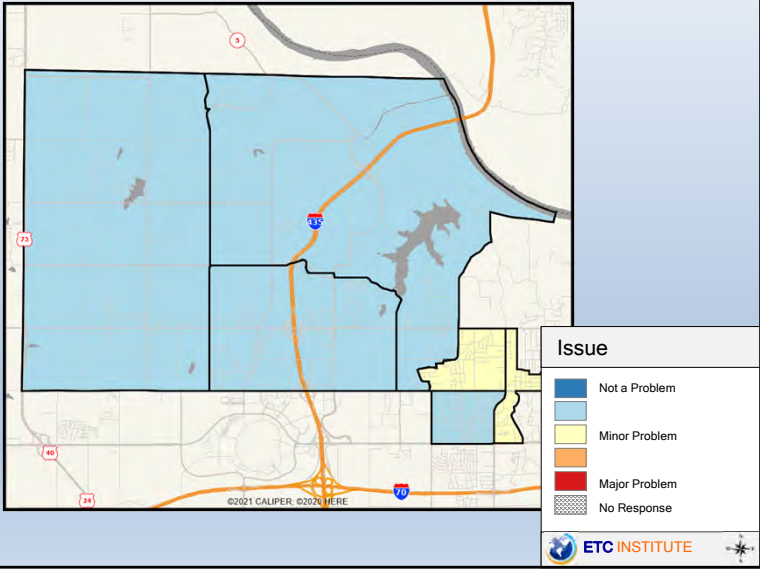 5
435
73
Issue
Not a Problem
Minor Problem
Major Problem
No Response
40
24
70
©2021 CALIPER; ©2020 HERE
ETC INSTITUTE